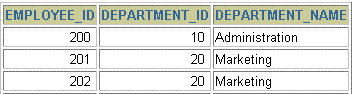 EMPLOYEE_ID DEPARTMENT_ID DEPARTMENT_NAME
200 10 Administration
201 20 Marketing
202 20 Marketing